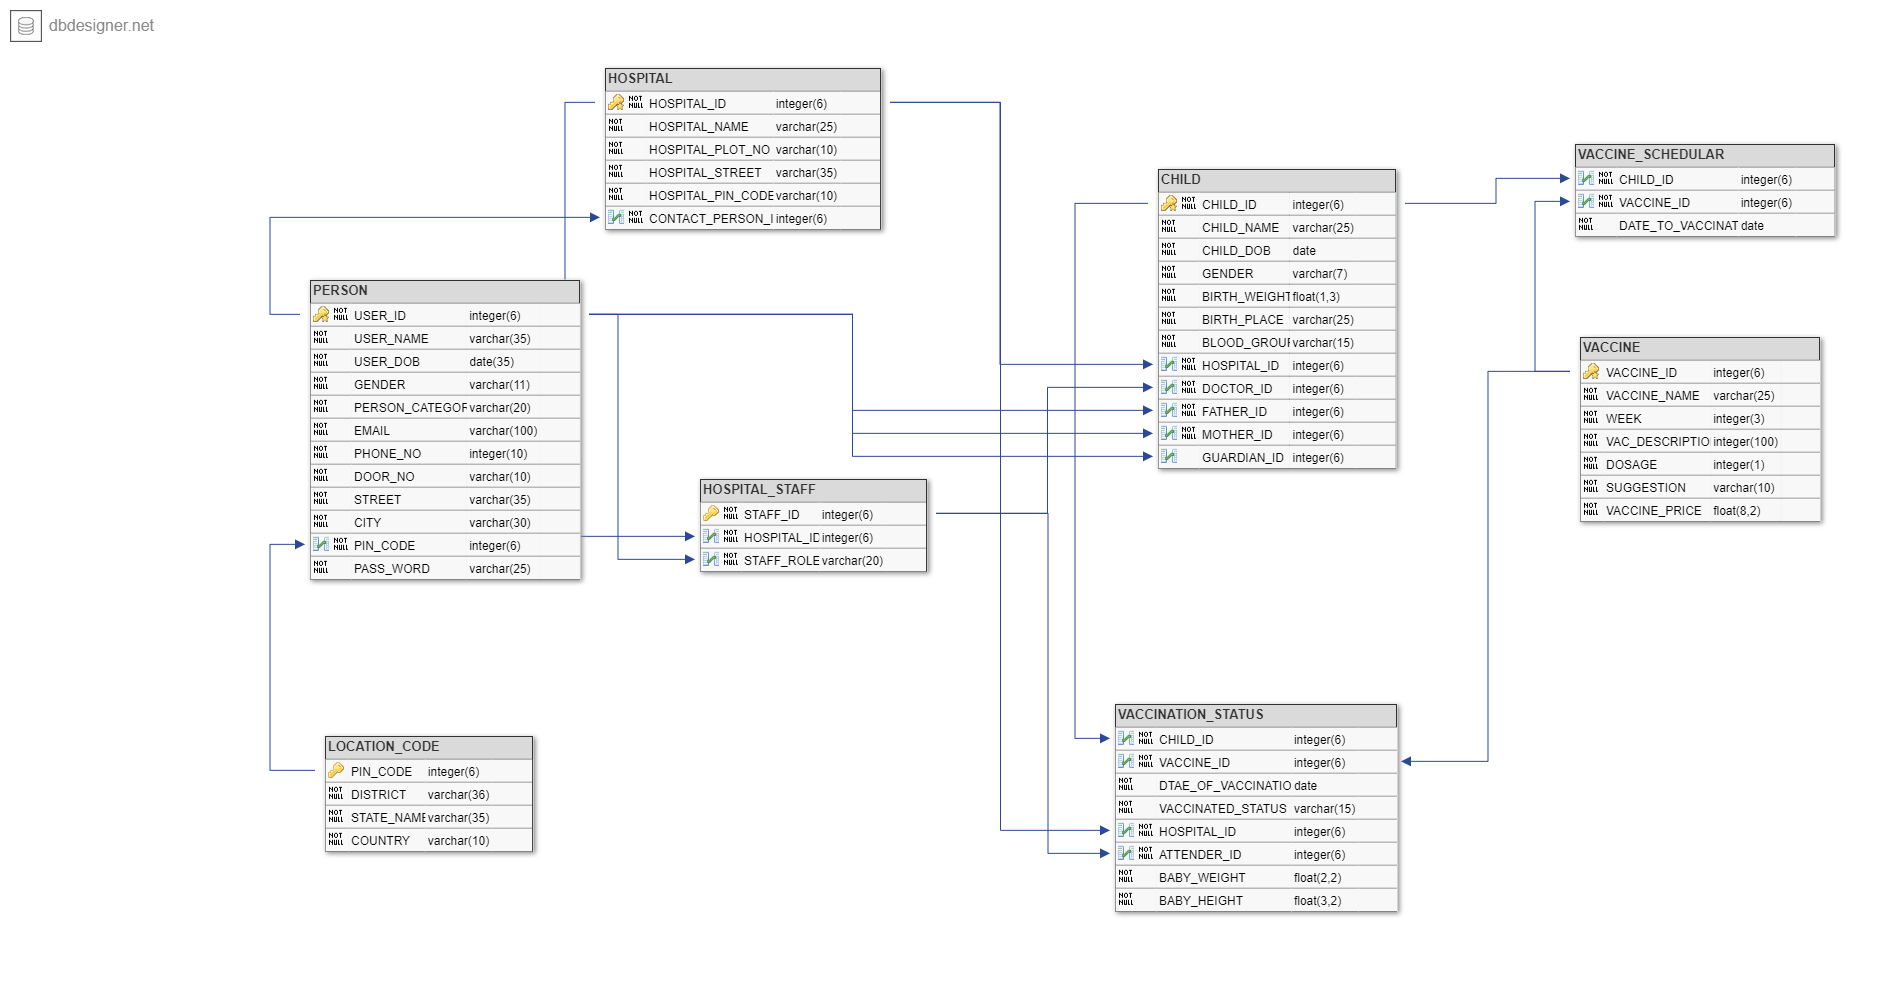 dbdesigner.net
HOSPITAL
NOT NULL HOSPITAL_ID integer(6)
NOT NULL HOSPITAL_NAME varchar(25)
NOT NULL HOSPITAL_PLOT_NO varchar(10)
NOT NULL HOSPITAL_STREET varchar(35)
NOT NULL HOSPITAL_PIN_CODE varchar(10)
NOT NULL CONTACT_PERSON_I integer(6)
PERSON
NOT NULL USER_ID integer(6)
NOT NULL USER_NAME varchar(35)
NOT NULL USER_DOB date(35)
NOT NULL GENDER varchar(11)
NOT NULL PERSON_CATEGOR varchar(20)
NOT NULL EMAIL varchar(100)
NOT NULL PHONE_NO integer(10)
NOT NULL DOOR_NO varchar(10)
NOT NULL STREET varchar(35)
NOT NULL CITY varchar(30)
NOT NULL PIN_CODE integer(6)
NOT NULL PASS_WORD varchar(25)
LOCATION_CODE
PIN_CODE integer(6)
NOT NULL DISTRICT varchar(36)
NOT NULL STATE_NAME varchar(35)
NOT NULL COUNTRY varchar(10)
HOSPITAL_STAFF
NOT NULL STAFF_ID integer(6)
NOT NULL HOSPITAL_ID integer(6)
NOT NULL STAFF_ROLE varchar(20)
CHILD
NOT NULL CHILD_ID integer(6)
NOT NULL CHILD_NAME varchar(25)
NOT NULL CHILD_DOB date
NOT NULL GENDER varchar(7)
NOT NULL BIRTH_WEIGHT float(1,3)
NOT NULL BIRTH_PLACE varchar(25)
NOT NULL BLOOD_GROUI varchar(15)
NOT NULL HOSPITAL_ID integer(6)
NOT NULL DOCTOR_ID integer(6)
NOT NULL FATHER_ID integer(6)
NOT NULL MOTHER_ID integer(6)
GUARDIAN_ID integer(6)
VACCINATION_STATUS
NOT NULL CHILD_ID integer(6)
NOT NULL VACCINE_ID integer(6)
NOT NULL DTAE_OF_VACCINATIO date
NOT NULL VACCINATED_STATUS varchar(15)
NOT NULL HOSPITAL_ID integer(6)
NOT NULL ATTENDER_ID integer(6)
NOT NULL BABY_WEIGHT float(2,2)
NOT NULL BABY_HEIGHT float(3,2)
VACCINE_SCHEDULAR
NOT NULL CHILD_ID integer(6)
NOT NULL VACCINE_ID integer(6)
NOT NULL DATE_TO_VACCINAT date
VACCINE
NOT NULL VACCINE_ID integer(6)
NOT NULL VACCINE_NAME varchar(25)
NOT NULL WEEK integer(3)
NOT NULL VAC_DESCRIPTIO integer(100)
NOT NULL DOSAGE integer(1)
NOT NULL SUGGESTION varchar(10)
NOT NULL VACCINE_PRICE float(8,2)